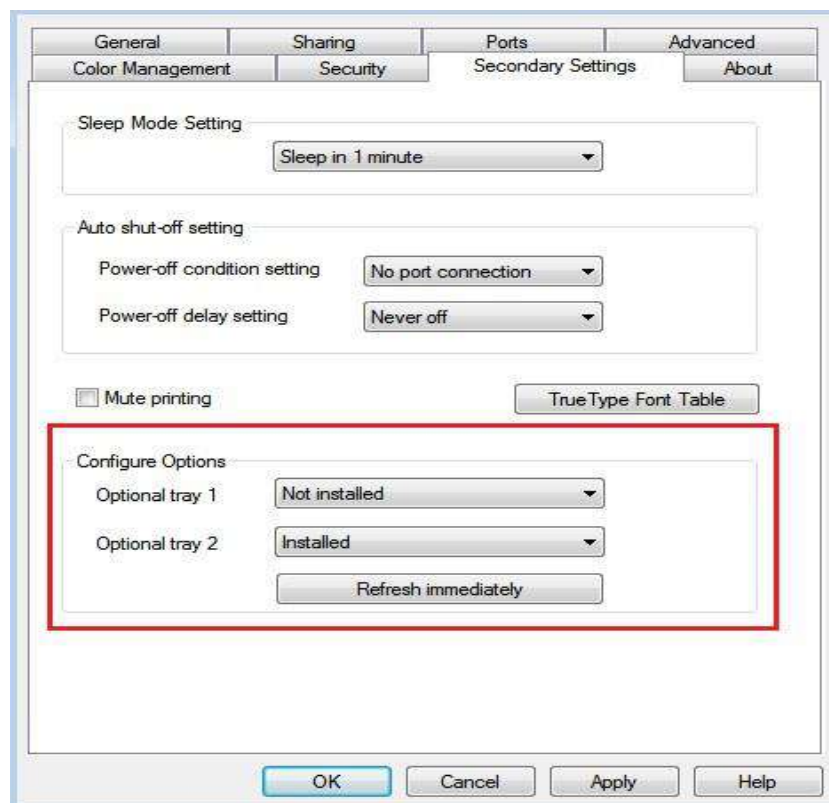 General Sharing Ports Advanced
Color Management Security Secondary Settings About
Sleep Mode Setting
Sleep in 1 minute
Auto shut-off setting
Power-off condition setting No port connection
Power-off delay setting Never off
Mute printing TrueType Font Table
Configure Options
Optional tray 1 Not installed
Optional tray 2 Installed
Refresh immediately
OK Cancel Apply Help